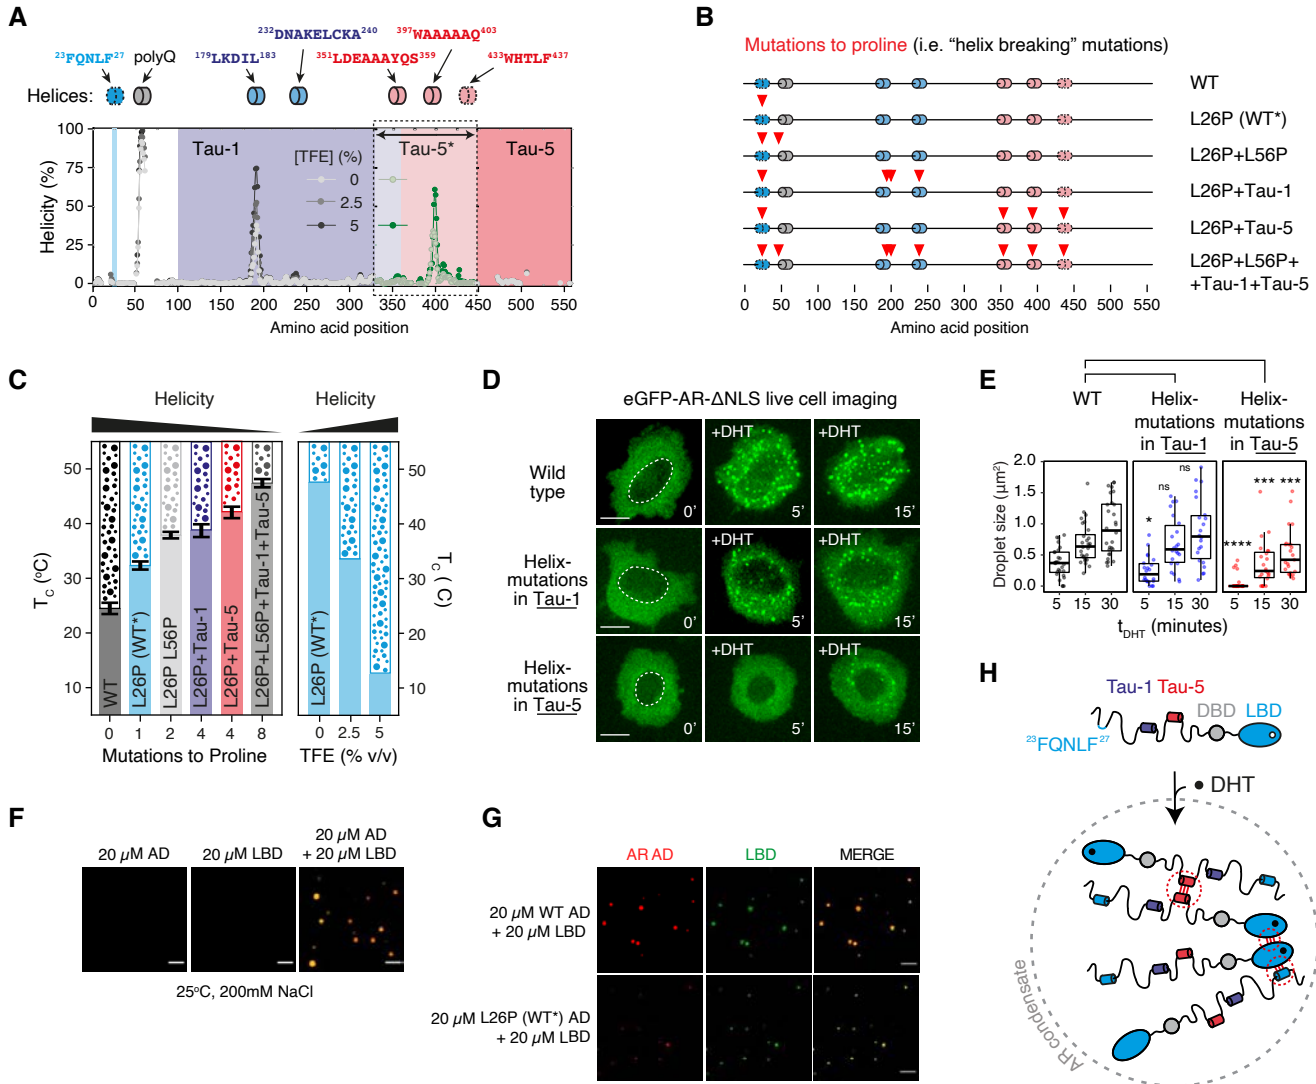 A
232DNAKELCKA240
397WAAAAAQ403
23FQNLF27
polyQ
179LKDIL183
351LDEAAAYQS359
433WHTLF437
Helices:
100
75
50
25
0
Helicity (%)
Tau-1
Tau-5*
Tau-5
[TFE] (%)
0
2.5
5
0 50 100 150 200 250 300 350 400 450 500 550
Amino acid position
B
Mutations to proline (i.e. “helix breaking” mutations)
WT
L26P (WT*)
L26P+L56P
L26P+Tau-1
L26P+Tau-5
L26P+L56P+
+Tau-1+Tau-5
0 50 100 150 200 250 300 350 400 450 500 550
Amino acid position
C
Helicity
Helicity
50
40
30
20
10
TC (oC)
WT
L26P (WT*)
L26P L56P
L26P+Tau-1
L26P+Tau-5
L26P+L56P+Tau-1+Tau-5
0 1 2 4 4 8
Mutations to Proline
L26P (WT*)
50
40
30
20
10
TC (C)
0 2.5 5
TFE (% v/v)
D
eGFP-AR-ΔNLS live cell imaging
Wild
type
0’
+DHT
5’
+DHT
15’
Helix-
mutations
in Tau-1
0’
+DHT
5’
+DHT
15’
Helix-
mutations
in Tau-5
0’
+DHT
5’
+DHT
15’
E
WT
Helix-
mutations
in Tau-1
Helix-
mutations
in Tau-5
2.0
1.5
1.0
0.5
0.0
Droplet size (µm²)
*
ns
ns
****
***
***
5 15 30
5 15 30
5 15 30
tDHT (minutes)
F
20 µM AD
20 µM LBD
20 µM AD
+ 20 µM LBD
25°C, 200mM NaCl
G
AR AD
LBD
MERGE
20 µM WT AD
+ 20 µM LBD
20 µM L26P (WT*) AD
+ 20 µM LBD
H
Tau-1 Tau-5
DBD
LBD
23FQNLF27
DHT
AR condensate